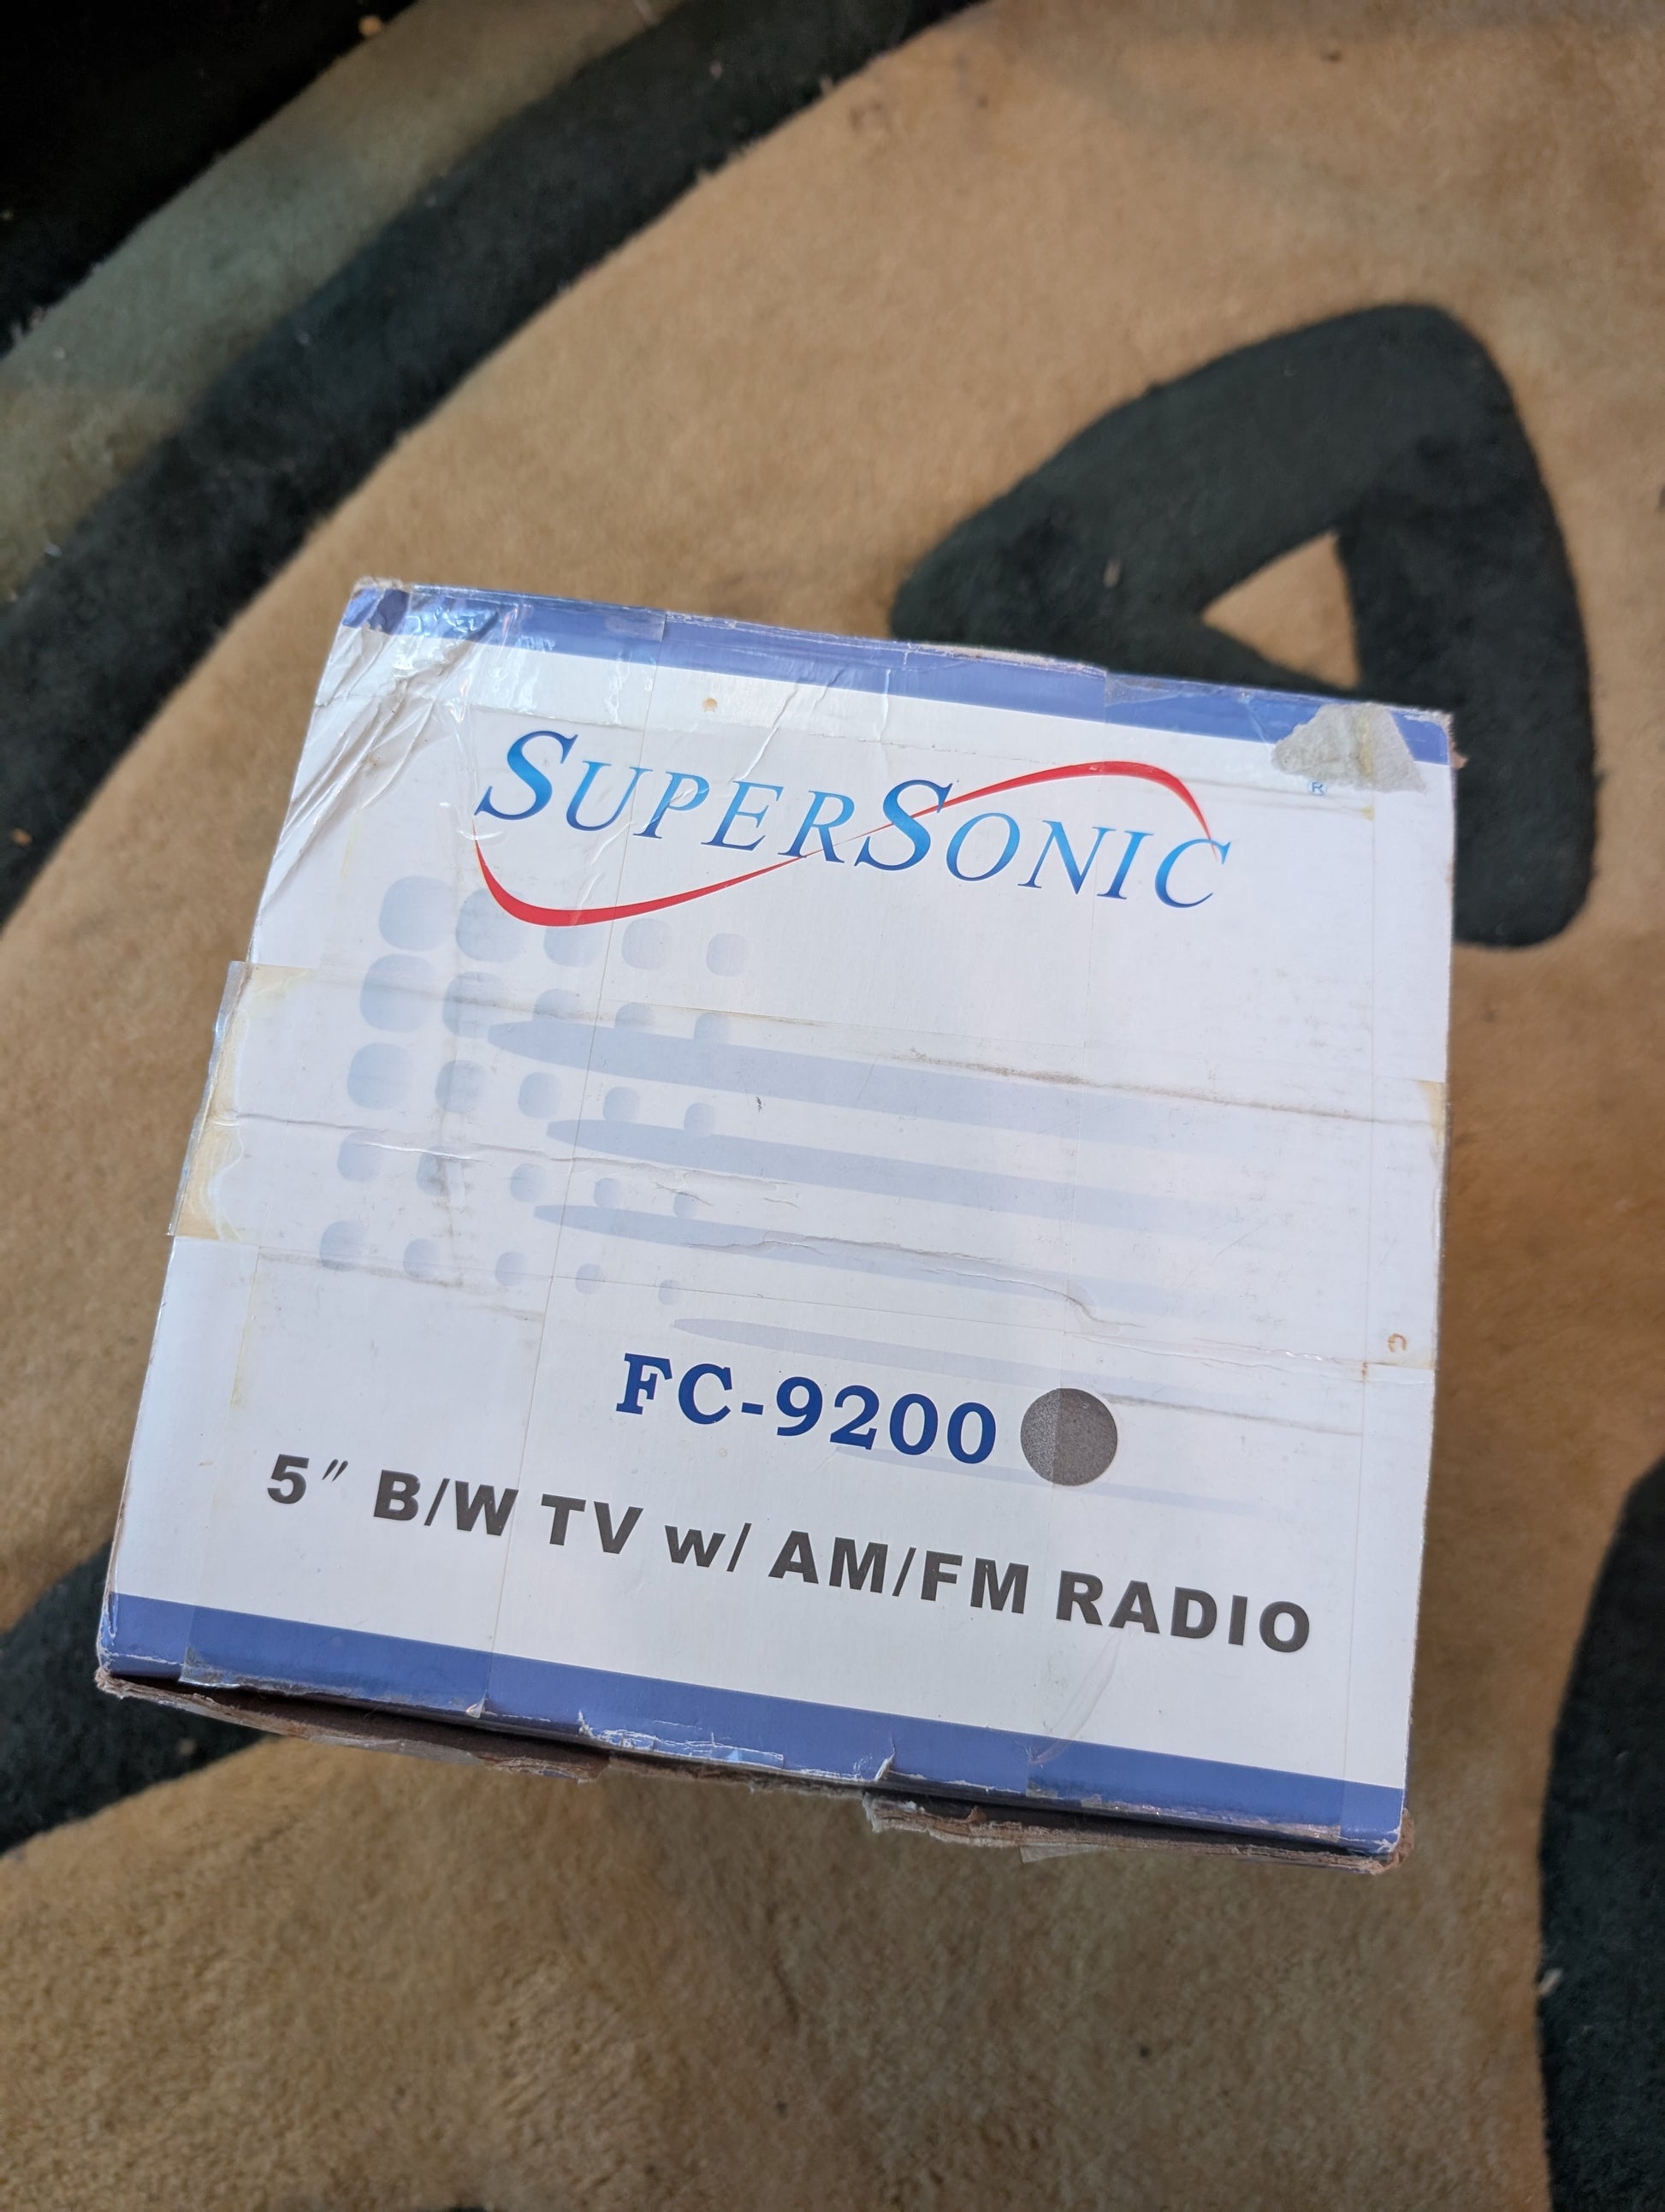 SUPERSONIC®
FC-9200
5" B/W TV w/ AM/FM RADIO